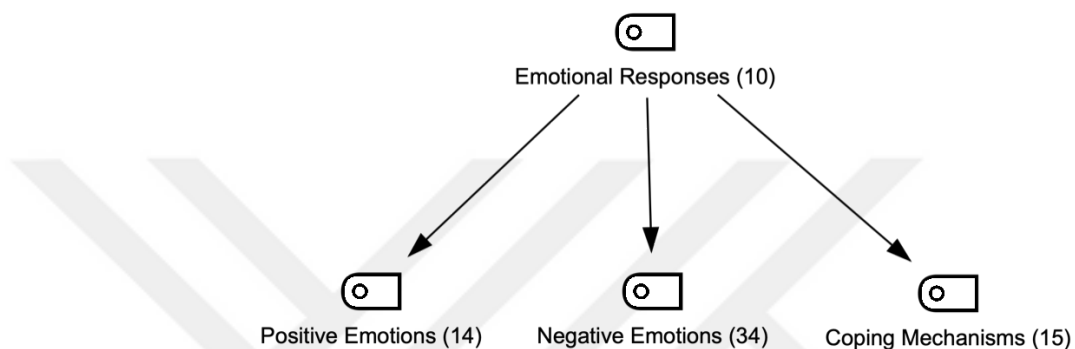 Emotional Responses (10)
Positive Emotions (14)
Negative Emotions (34)
Coping Mechanisms (15)